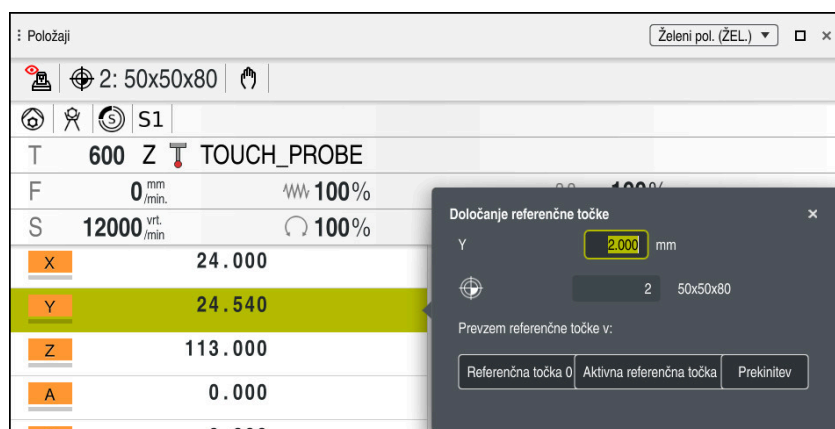 Položaji
Želeni pol. (ŽEL.)
2: 50x50x80
S S1
T 600 Z TOUCH_PROBE
F 0 mm/min. 100% 100%
S 12000 vrt./min 100%
X 24.000
Y 24.540
Z 113.000
A 0.000
Določanje referenčne točke
Y 2.000 mm
2 50x50x80
Prevzem referenčne točke v:
Referenčna točka 0 Aktivna referenčna točka Prekinitev